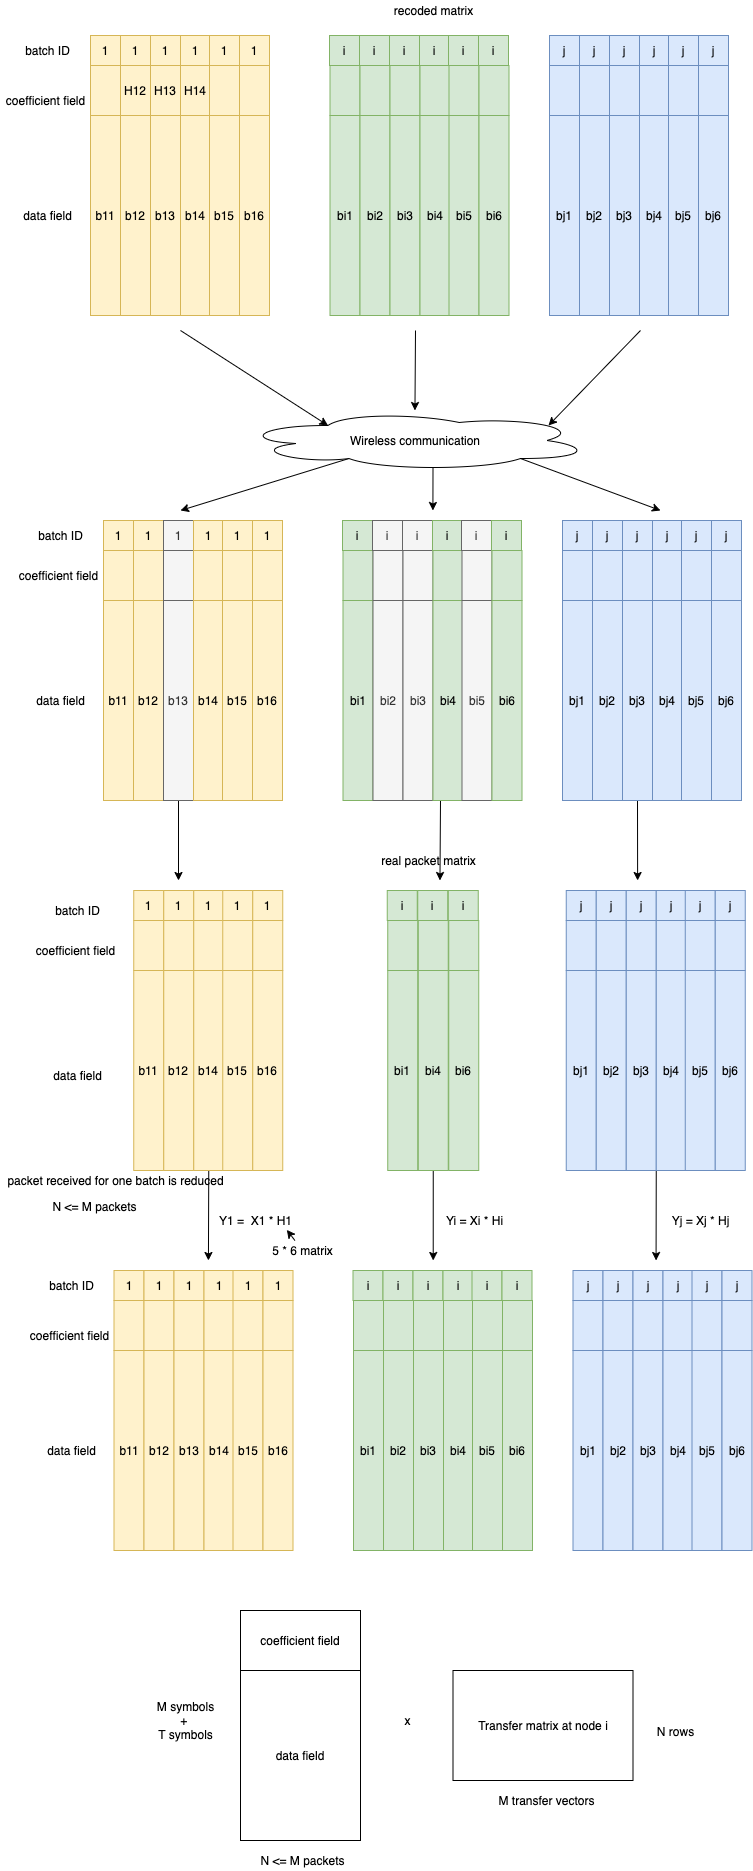 recoded matrix
batch ID 1 1 1 1 1 1 i i i i i i j j j j j j
coefficient field H12 H13 H14
data field b11 b12 b13 b14 b15 b16 bi1 bi2 bi3 bi4 bi5 bi6 bj1 bj2 bj3 bj4 bj5 bj6
Wireless communication
batch ID 1 1 1 1 1 1 i i i i i i j j j j j j
coefficient field
data field b11 b12 b13 b14 b15 b16 bi1 bi2 bi3 bi4 bi5 bi6 bj1 bj2 bj3 bj4 bj5 bj6
real packet matrix
batch ID 1 1 1 1 1 i i i j j j j j j
coefficient field
data field b11 b12 b14 b15 b16 bi1 bi4 bi6 bj1 bj2 bj3 bj4 bj5 bj6
packet received for one batch is reduced
N <= M packets
Y1 = X1 * H1 Yi = Xi * Hi Yj = Xj * Hj
5 * 6 matrix
batch ID 1 1 1 1 1 1 i i i i i i j j j j j j
coefficient field
data field b11 b12 b13 b14 b15 b16 bi1 bi2 bi3 bi4 bi5 bi6 bj1 bj2 bj3 bj4 bj5 bj6
coefficient field
M symbols
+
T symbols
data field
x
Transfer matrix at node i
N rows
M transfer vectors
N <= M packets